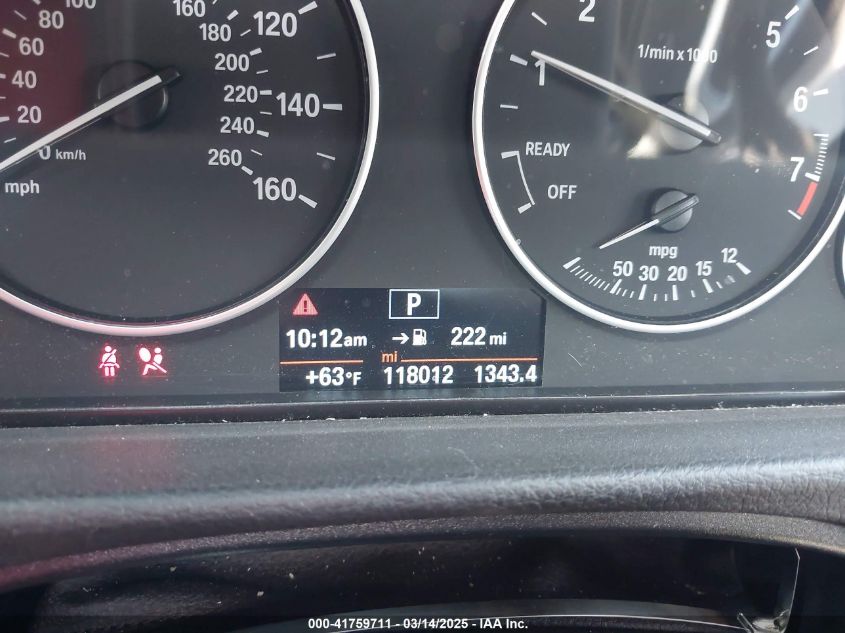 100
80
60
40
20
0 km/h
mph
160
180
200
220
240
260
120
140
160
1
2
5
6
7
1/min x 1000
READY
OFF
mpg
50 30 20 15 12
P
10:12am 222 mi
mi
+63°F 118012 1343.4
000-41759711 - 03/14/2025 - IAA Inc.